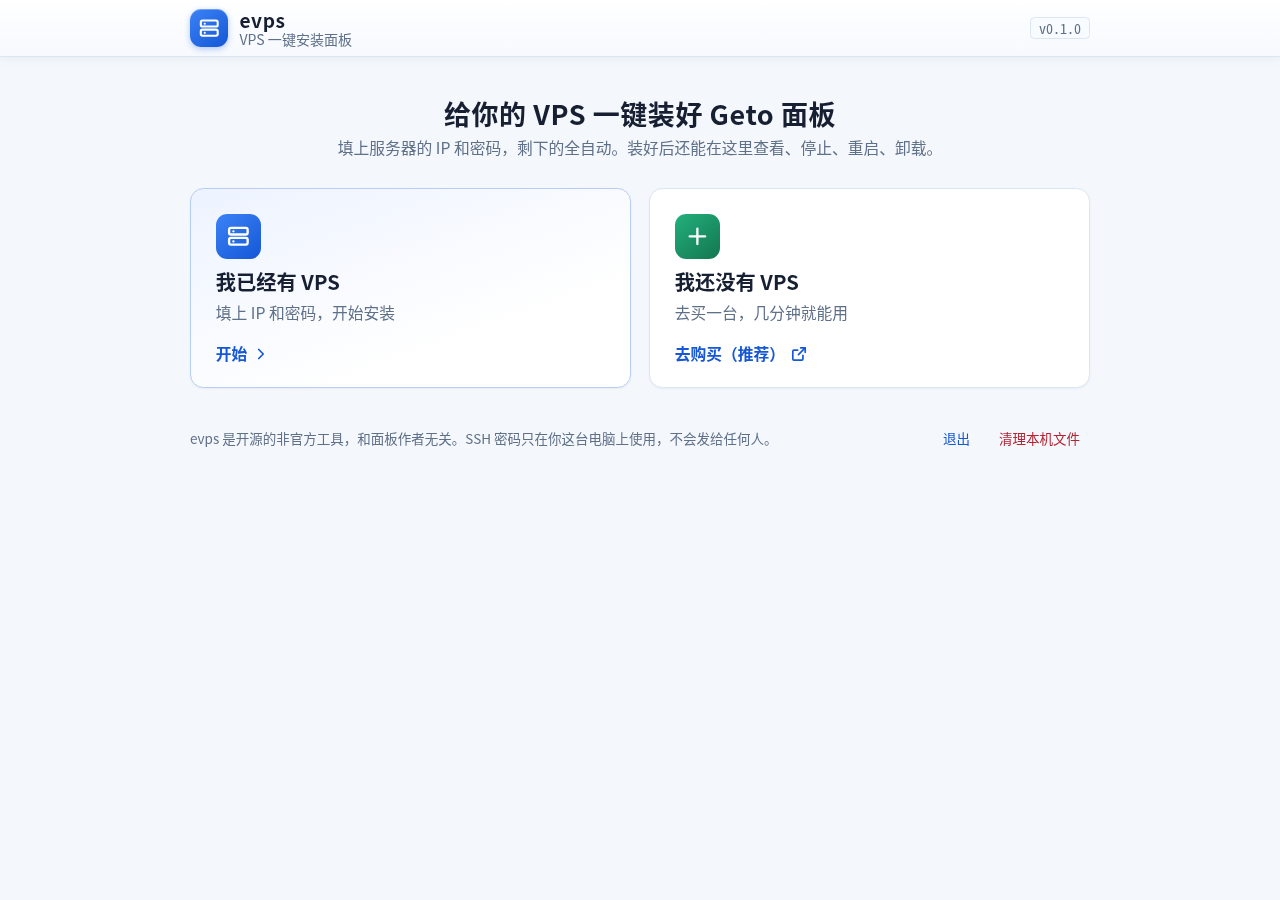 evps
VPS 一键安装面板
v0.1.0
给你的 VPS 一键装好 Geto 面板
填上服务器的 IP 和密码，剩下的全自动。装好后还能在这里查看、停止、重启、卸载。
我已经有 VPS
填上 IP 和密码，开始安装
开始
我还没有 VPS
去买一台，几分钟就能用
去购买（推荐）
evps 是开源的非官方工具，和面板作者无关。SSH 密码只在你这台电脑上使用，不会发给任何人。
退出
清理本机文件